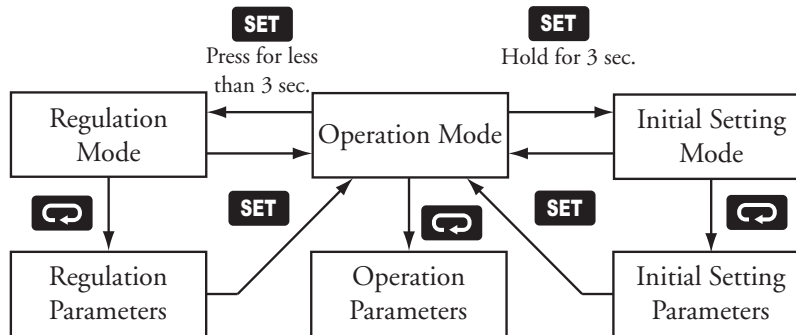 SET
Press for less
than 3 sec.
SET
Hold for 3 sec.
Regulation
Mode
Operation Mode
Initial Setting
Mode
SET
SET
Regulation
Parameters
Operation
Parameters
Initial Setting
Parameters